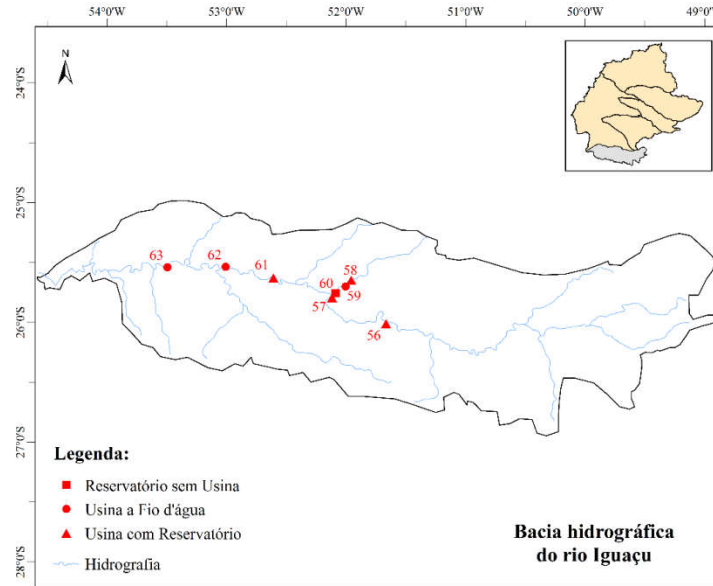 54°0'W 53°0'W 52°0'W 51°0'W 50°0'W 49°0'W
N
24°0'S
25°0'S
26°0'S
27°0'S
28°0'S
63
62
61
60
58
59
57
56
Legenda:
Reservatório sem Usina
Usina a Fio d'água
Usina com Reservatório
Hidrografia
Bacia hidrográfica
do rio Iguaçu